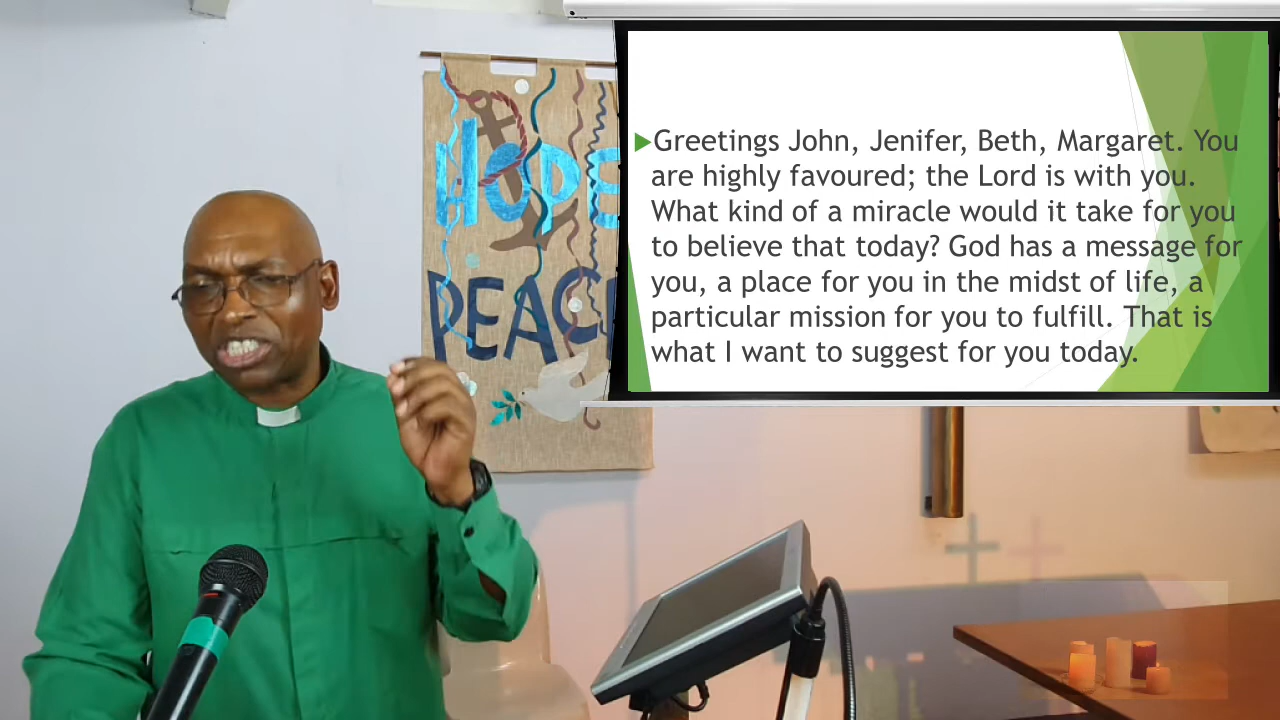 HOPE
PEAC
Greetings John, Jenifer, Beth, Margaret. You
are highly favoured; the Lord is with you.
What kind of a miracle would it take for you
to believe that today? God has a message for
you, a place for you in the midst of life, a
particular mission for you to fulfill. That is
what I want to suggest for you today.